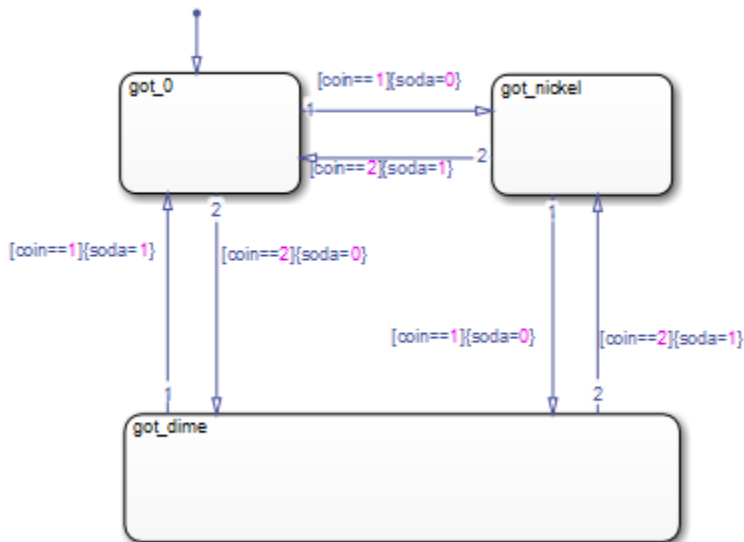 got_0
[coin==1]{soda=0}
got_nickel
1
2
[coin==2]{soda=1}
2
1
[coin==1]{soda=1}
[coin==2]{soda=0}
[coin==1]{soda=0}
[coin==2]{soda=1}
1
2
got_dime